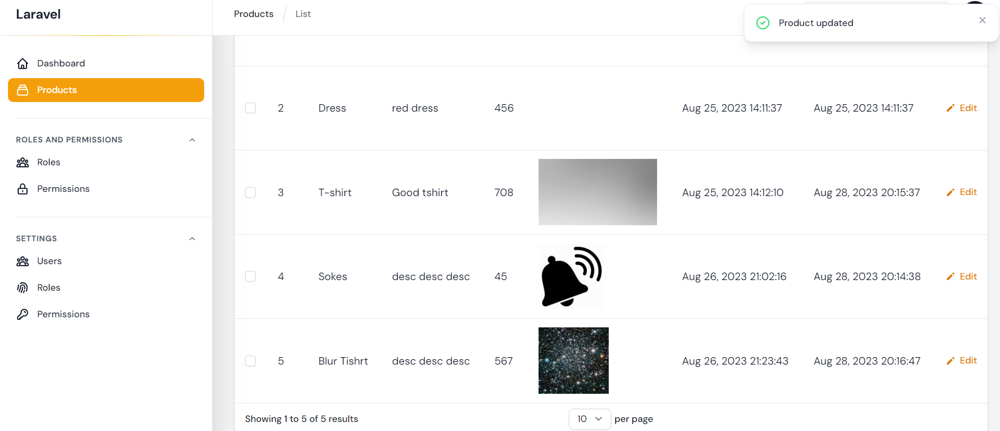 Laravel
Products / List
Product updated
Dashboard
Products
ROLES AND PERMISSIONS
Roles
Permissions
SETTINGS
Users
Roles
Permissions
2 Dress red dress 456 Aug 25, 2023 14:11:37 Aug 25, 2023 14:11:37 Edit
3 T-shirt Good tshirt 708 Aug 25, 2023 14:12:10 Aug 28, 2023 20:15:37 Edit
4 Sokes desc desc desc 45 Aug 26, 2023 21:02:16 Aug 28, 2023 20:14:38 Edit
5 Blur Tishrt desc desc desc 567 Aug 26, 2023 21:23:43 Aug 28, 2023 20:16:47 Edit
Showing 1 to 5 of 5 results 10 per page